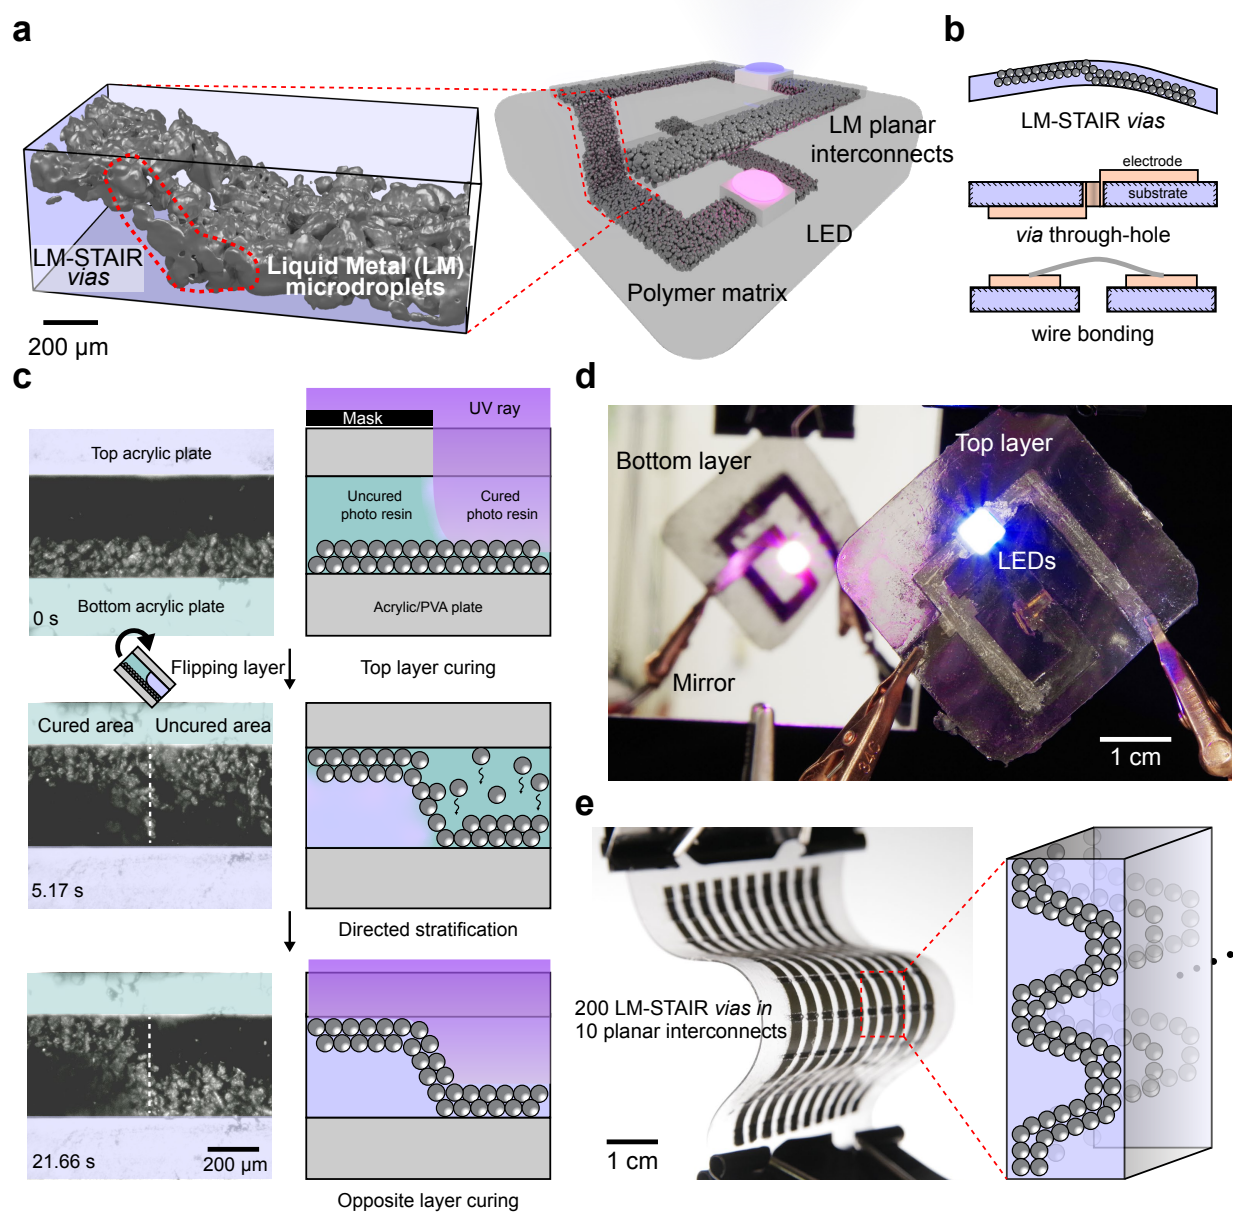 a
LM-STAIR
vias
Liquid Metal (LM)
microdroplets
200 µm
LM planar
interconnects
LED
Polymer matrix
b
LM-STAIR vias
electrode
substrate
via through-hole
wire bonding
c
Top acrylic plate
Bottom acrylic plate
0 s
Mask
UV ray
Uncured
photo resin
Cured
photo resin
Acrylic/PVA plate
Flipping layer
Top layer curing
Cured area
Uncured area
5.17 s
Directed stratification
21.66 s
200 µm
Opposite layer curing
d
Bottom layer
Top layer
LEDs
Mirror
1 cm
e
200 LM-STAIR vias in
10 planar interconnects
1 cm